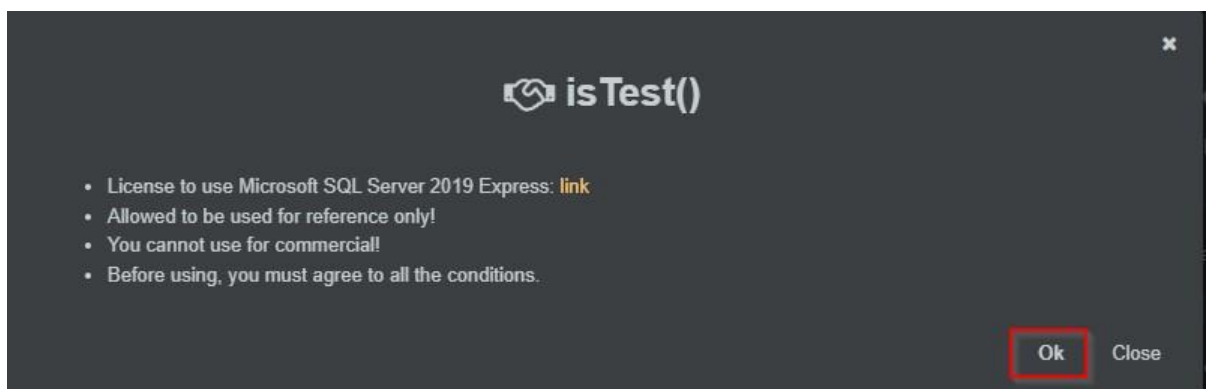 isTest()
• License to use Microsoft SQL Server 2019 Express: link
• Allowed to be used for reference only!
• You cannot use for commercial!
• Before using, you must agree to all the conditions.
Ok Close